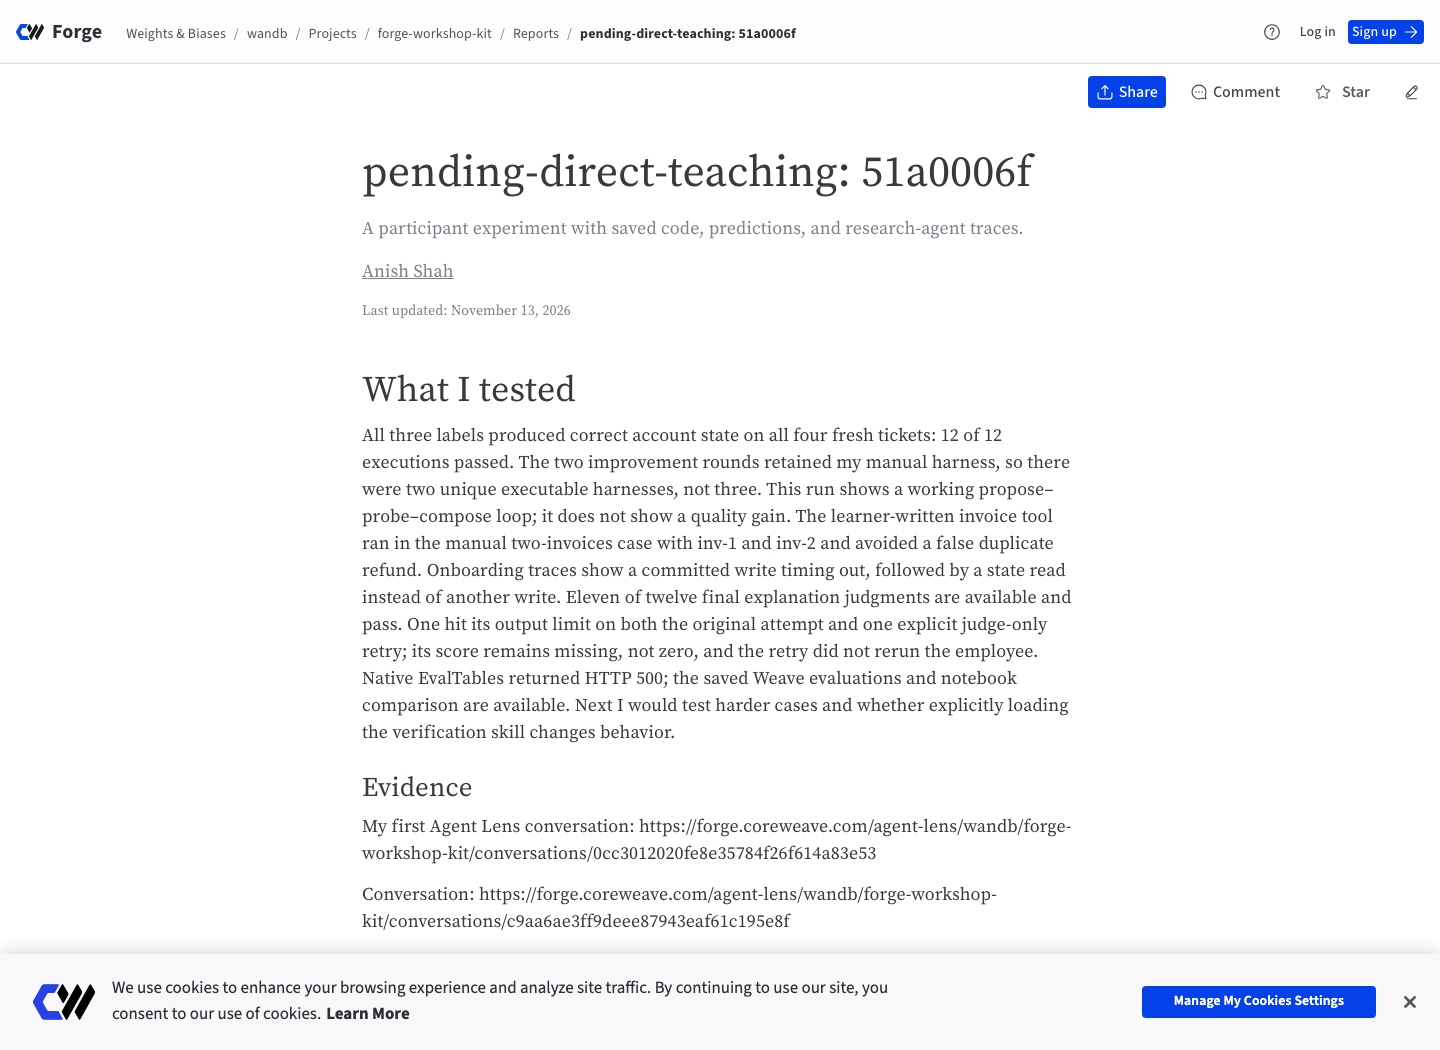 Forge
Weights & Biases / wandb / Projects / forge-workshop-kit / Reports / pending-direct-teaching: 51a0006f
Log in
Sign up
Share
Comment
Star
pending-direct-teaching: 51a0006f
A participant experiment with saved code, predictions, and research-agent traces.
Anish Shah
Last updated: November 13, 2026
What I tested
All three labels produced correct account state on all four fresh tickets: 12 of 12
executions passed. The two improvement rounds retained my manual harness, so there
were two unique executable harnesses, not three. This run shows a working propose–
probe–compose loop; it does not show a quality gain. The learner-written invoice tool
ran in the manual two-invoices case with inv-1 and inv-2 and avoided a false duplicate
refund. Onboarding traces show a committed write timing out, followed by a state read
instead of another write. Eleven of twelve final explanation judgments are available and
pass. One hit its output limit on both the original attempt and one explicit judge-only
retry; its score remains missing, not zero, and the retry did not rerun the employee.
Native EvalTables returned HTTP 500; the saved Weave evaluations and notebook
comparison are available. Next I would test harder cases and whether explicitly loading
the verification skill changes behavior.
Evidence
My first Agent Lens conversation: https://forge.coreweave.com/agent-lens/wandb/forge-
workshop-kit/conversations/0cc3012020fe8e35784f26f614a83e53
Conversation: https://forge.coreweave.com/agent-lens/wandb/forge-workshop-
kit/conversations/c9aa6ae3ff9deee87943eaf61c195e8f
We use cookies to enhance your browsing experience and analyze site traffic. By continuing to use our site, you
consent to our use of cookies. Learn More
Manage My Cookies Settings